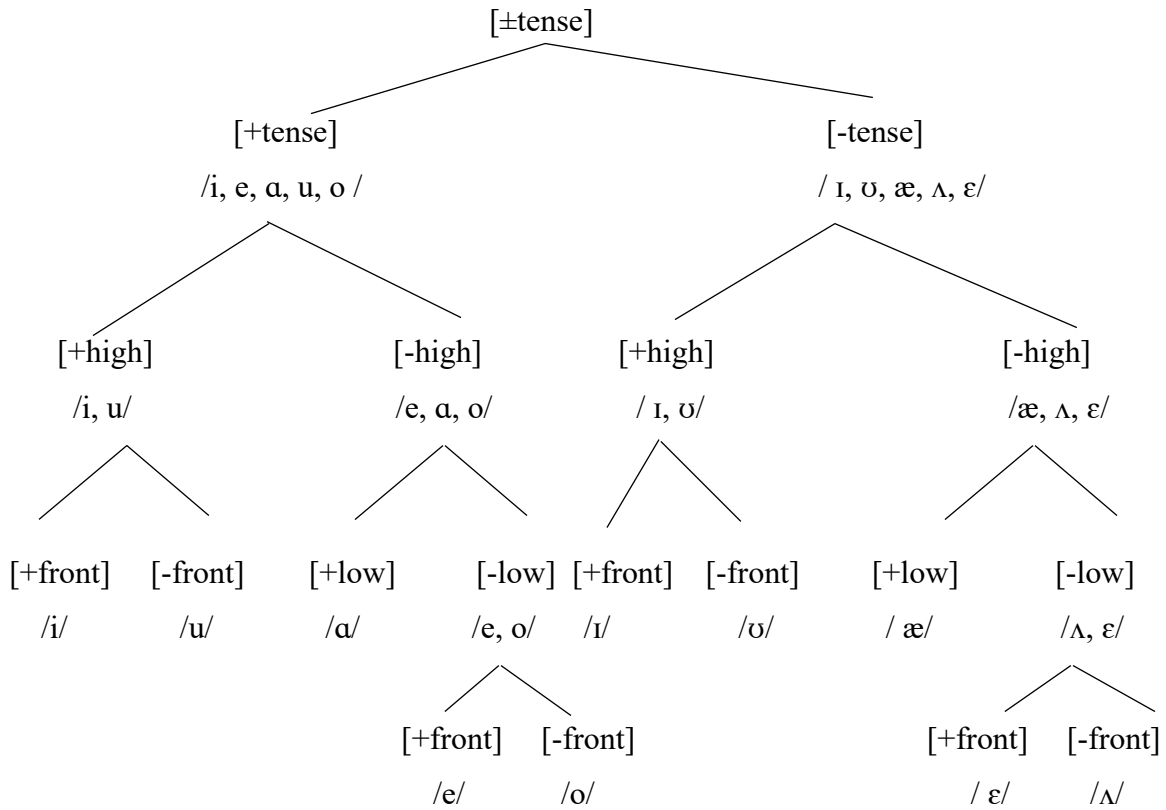 [±tense]
[+tense] [-tense]
/i, e, ɑ, u, o / / ɪ, ʊ, æ, ʌ, ɛ/
[+high] [-high] [+high] [-high]
/i, u/ /e, ɑ, o/ / ɪ, ʊ/ /æ, ʌ, ɛ/
[+front] [-front] [+low] [-low] [+front] [-front] [+low] [-low]
/i/ /u/ /ɑ/ /e, o/ /ɪ/ /ʊ/ / æ/ /ʌ, ɛ/
[+front] [-front] [+front] [-front]
/e/ /o/ / ɛ/ /ʌ/